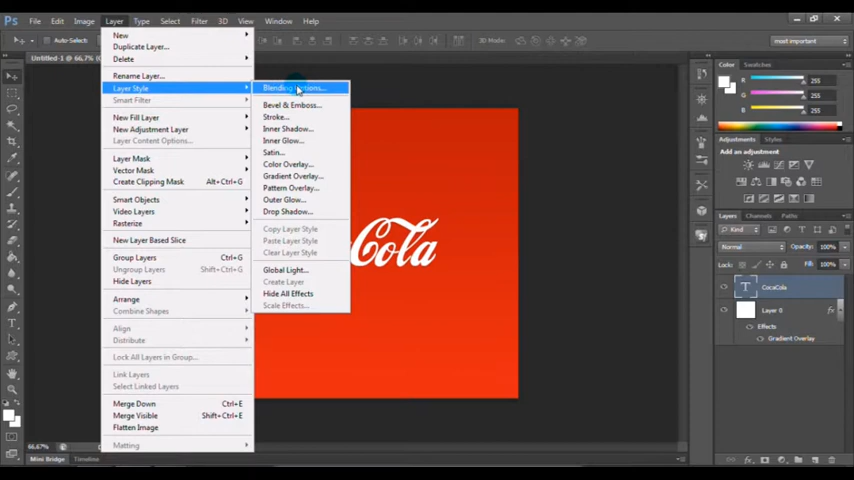 Ps File Edit Image Layer Type Select Filter 3D View Window Help
Auto-Select: 3D Mode: most important
Untitled-1 @ 66,7%
New
Duplicate Layer...
Delete
Rename Layer...
Layer Style
Smart Filter
New Fill Layer
New Adjustment Layer
Layer Content Options...
Layer Mask
Vector Mask
Create Clipping Mask Alt+Ctrl+G
Smart Objects
Video Layers
Rasterize
New Layer Based Slice
Group Layers Ctrl+G
Ungroup Layers Shift+Ctrl+G
Hide Layers
Arrange
Combine Shapes
Align
Distribute
Lock All Layers in Group...
Link Layers
Select Linked Layers
Merge Down Ctrl+E
Merge Visible Shift+Ctrl+E
Flatten Image
Matting
Blending Options...
Bevel & Emboss...
Stroke...
Inner Shadow...
Inner Glow...
Satin...
Color Overlay...
Gradient Overlay...
Pattern Overlay...
Outer Glow...
Drop Shadow...
Copy Layer Style
Paste Layer Style
Clear Layer Style
Global Light...
Create Layer
Hide All Effects
Scale Effects...
Cola
Color Swatches
C 255
M 255
Y 255
Adjustments Styles
Add an adjustment
Layers Channels Paths
Kind
Normal Opacity: 100%
Lock: Fill: 100%
T CocaCola
Layer 0 fx
Effects
Gradient Overlay
66.67%
Mini Bridge Timeline